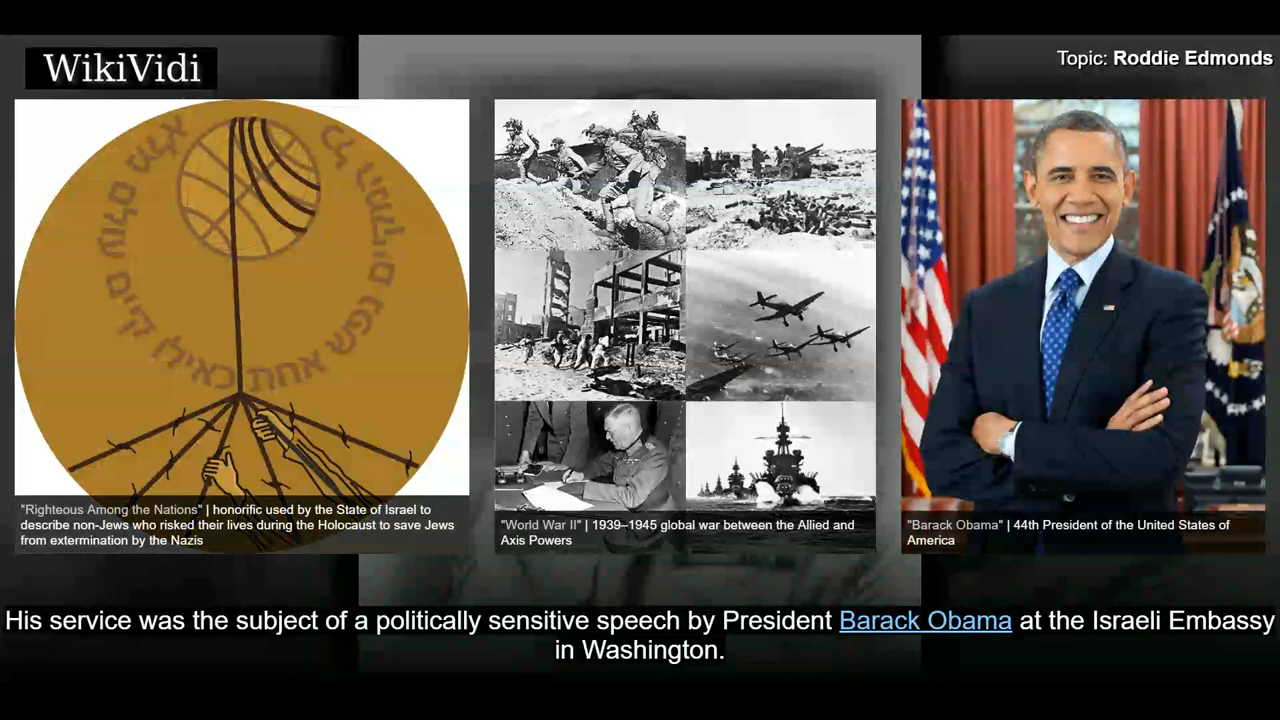 WikiVidi
Topic: Roddie Edmonds
"Righteous Among the Nations" | honorific used by the State of Israel to
describe non-Jews who risked their lives during the Holocaust to save Jews
from extermination by the Nazis
"World War II" | 1939–1945 global war between the Allied and
Axis Powers
"Barack Obama" | 44th President of the United States of
America
His service was the subject of a politically sensitive speech by President Barack Obama at the Israeli Embassy
in Washington.